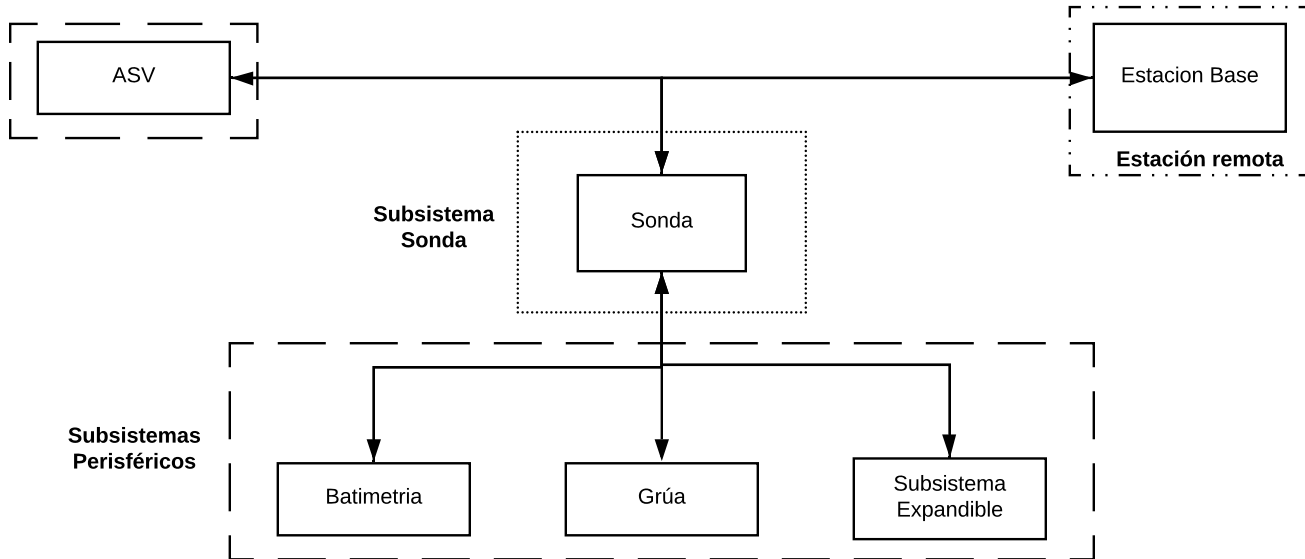 ASV
Estacion Base
Estación remota
Subsistema
Sonda
Sonda
Subsistemas
Perisféricos
Batimetria
Grúa
Subsistema
Expandible